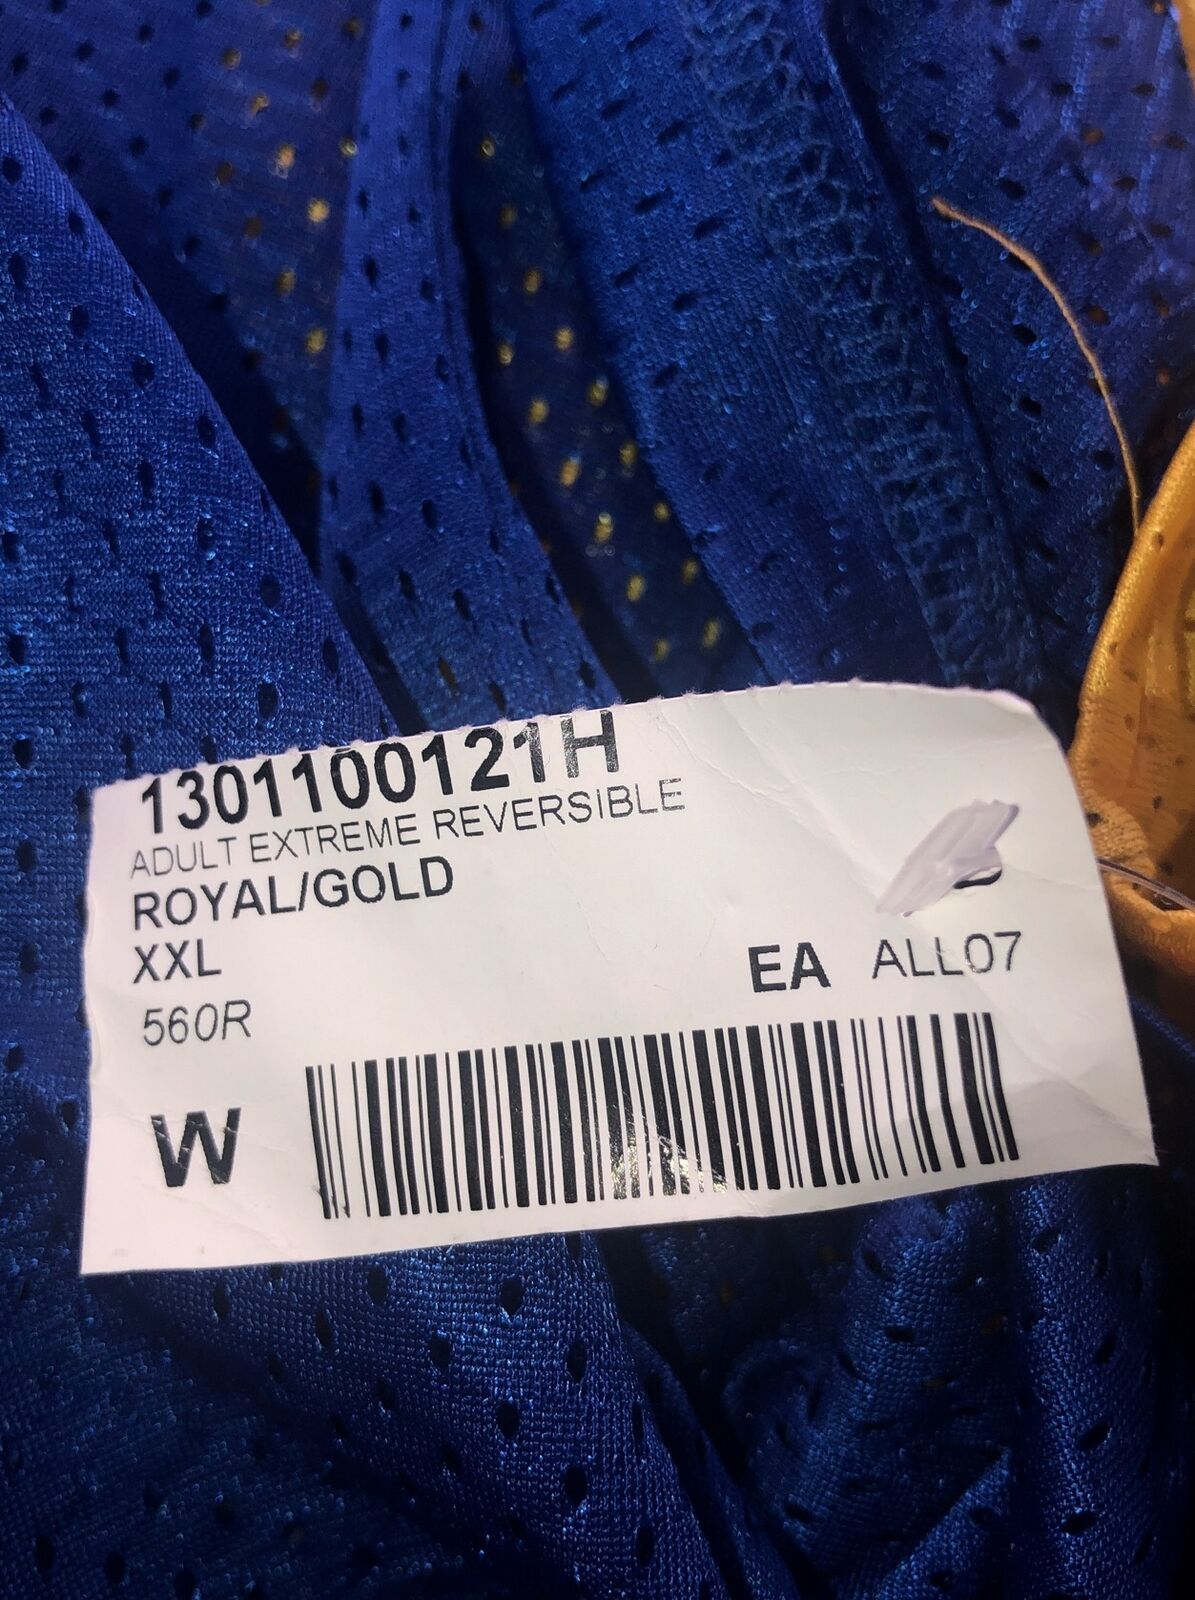 1301100121H
ADULT EXTREME REVERSIBLE
ROYAL/GOLD
XXL
EA ALL07
560R
W